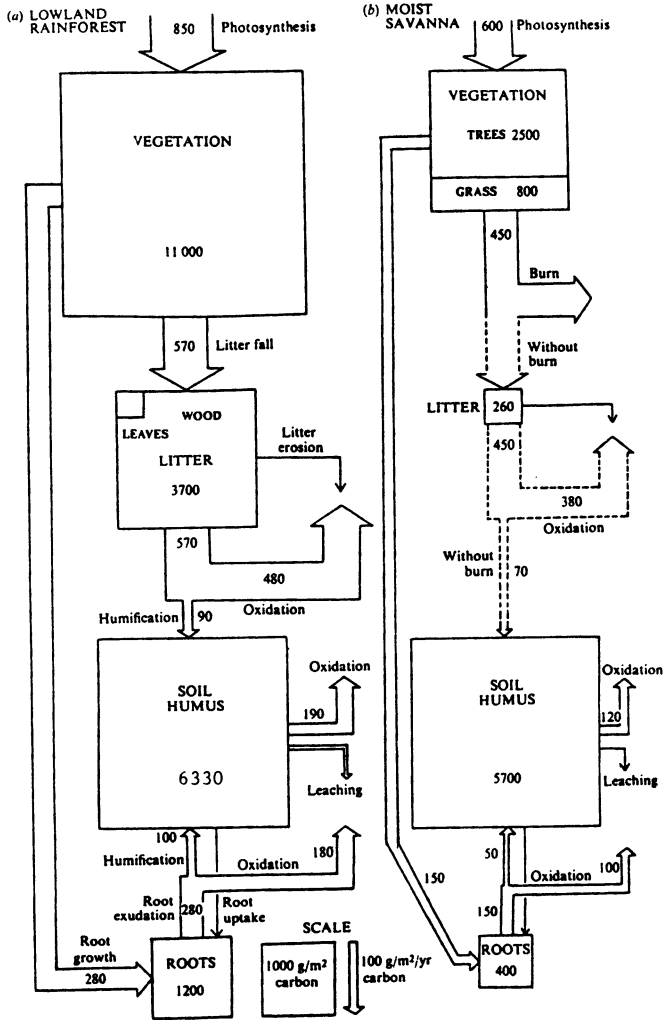 (a) LOWLAND
RAINFOREST
850
Photosynthesis
VEGETATION
11 000
570
Litter fall
WOOD
LEAVES
LITTER
3700
Litter
erosion
570
480
Humification
90
Oxidation
SOIL
HUMUS
6330
Oxidation
190
Leaching
100
Humification
180
Oxidation
Root
exudation
280
Root
uptake
Root
growth
280
ROOTS
1200
SCALE
1000 g/m²
carbon
100 g/m²/yr
carbon
(b) MOIST
SAVANNA
600
Photosynthesis
VEGETATION
TREES 2500
GRASS 800
450
Burn
Without
burn
LITTER
260
450
380
Oxidation
Without
burn
70
SOIL
HUMUS
5700
Oxidation
120
Leaching
50
Oxidation
100
150
150
ROOTS
400